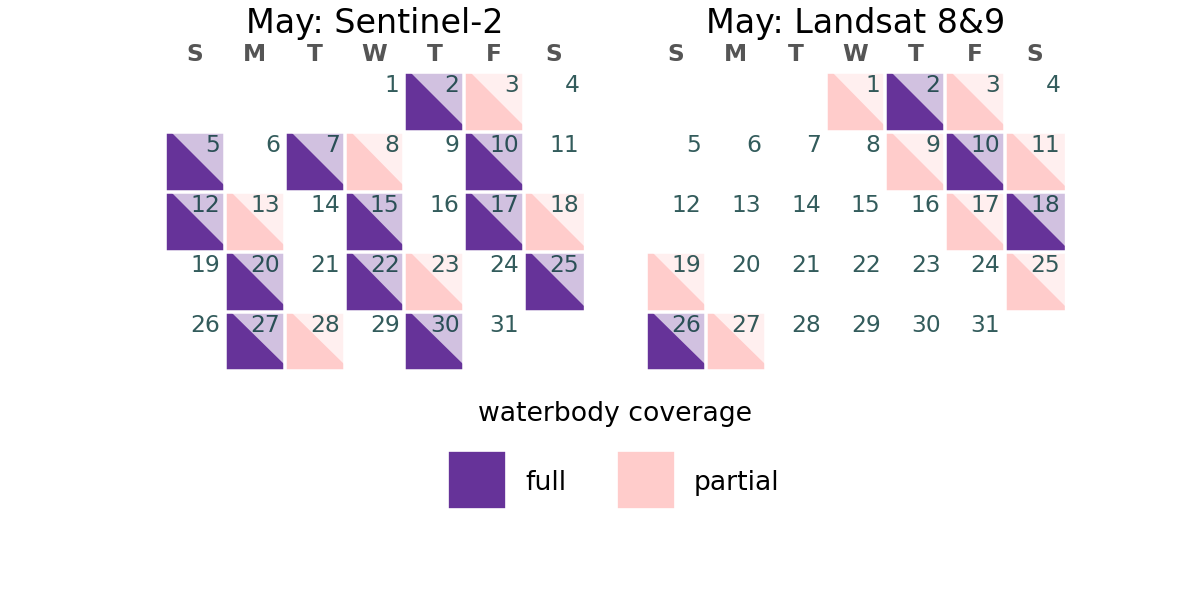 May: Sentinel-2
S M T W T F S
1 2 3 4
5 6 7 8 9 10 11
12 13 14 15 16 17 18
19 20 21 22 23 24 25
26 27 28 29 30 31
May: Landsat 8&9
S M T W T F S
1 2 3 4
5 6 7 8 9 10 11
12 13 14 15 16 17 18
19 20 21 22 23 24 25
26 27 28 29 30 31
waterbody coverage
full
partial